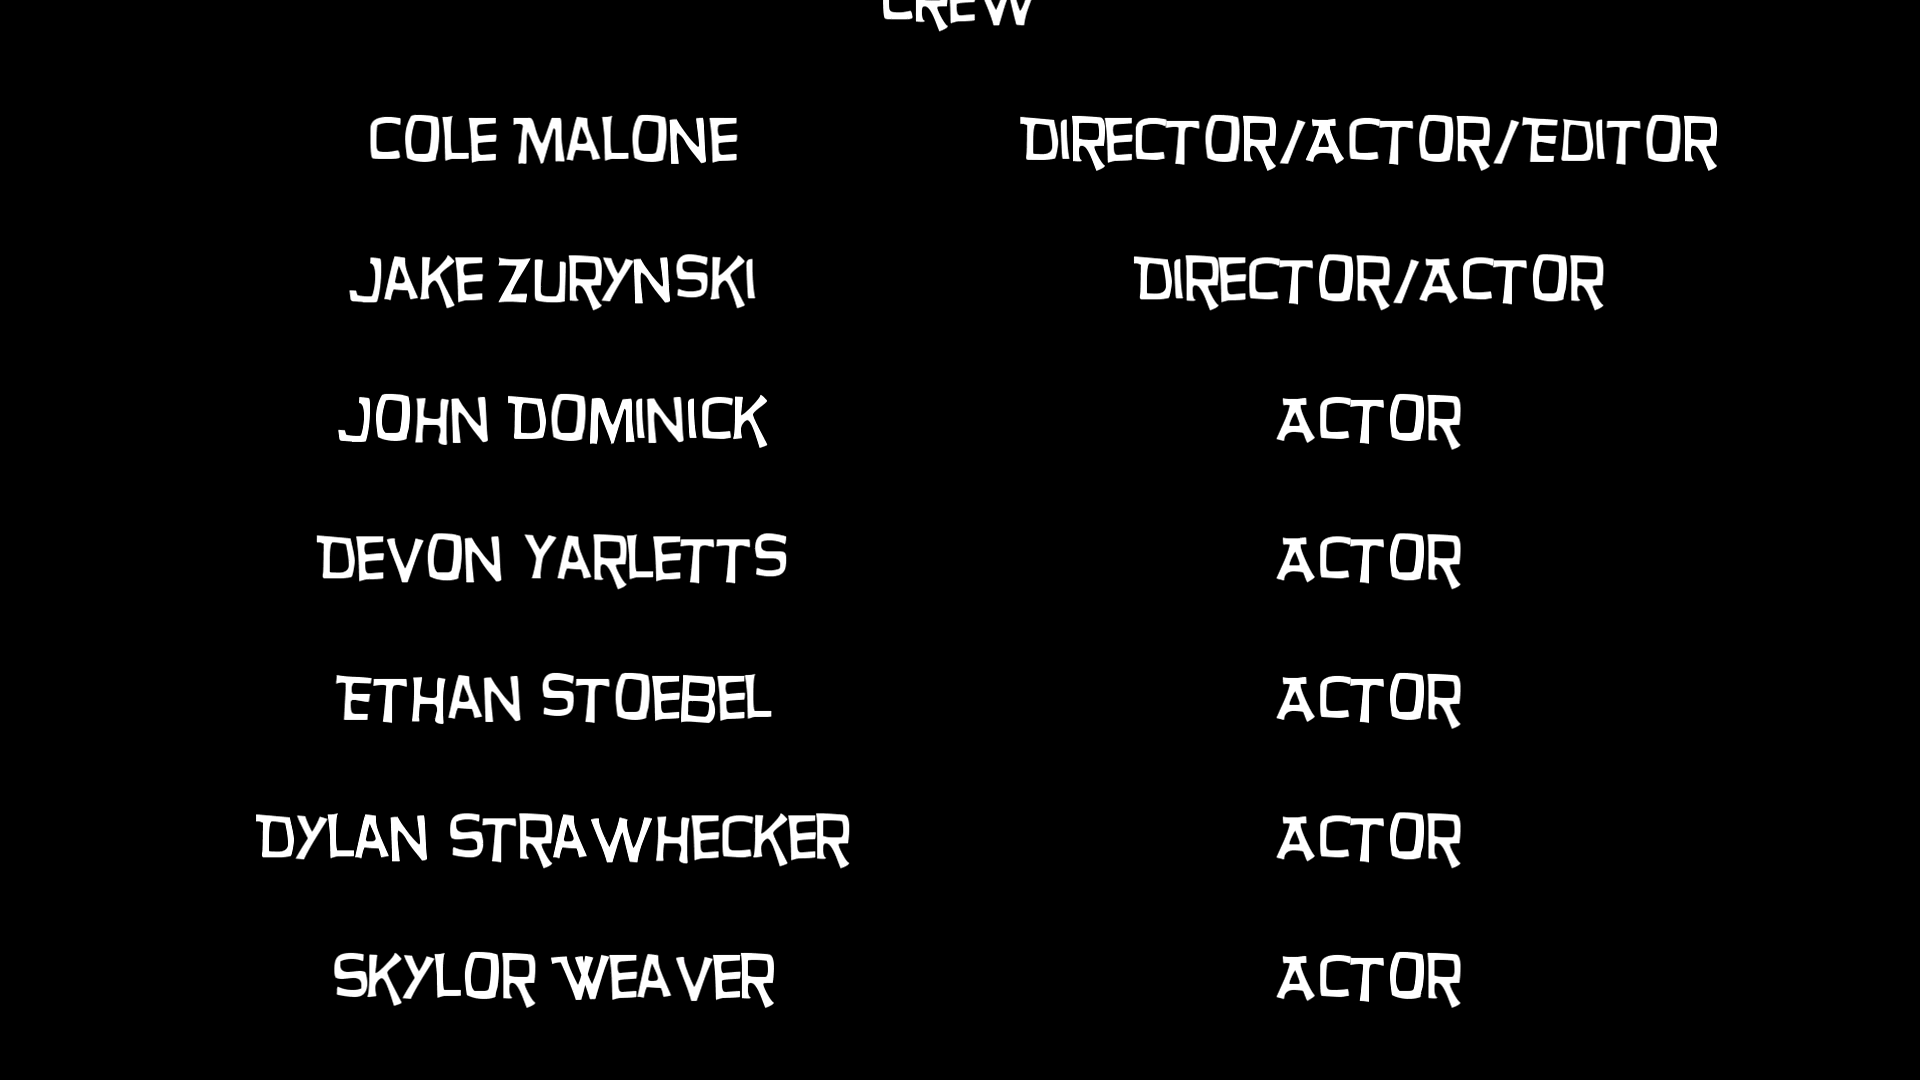 CREW
COLE MALONE DIRECTOR/ACTOR/EDITOR
JAKE ZURYNSKI DIRECTOR/ACTOR
JOHN DOMINICK ACTOR
DEVON YARLETTS ACTOR
ETHAN STOEBEL ACTOR
DYLAN STRAWHECKER ACTOR
SKYLOR WEAVER ACTOR